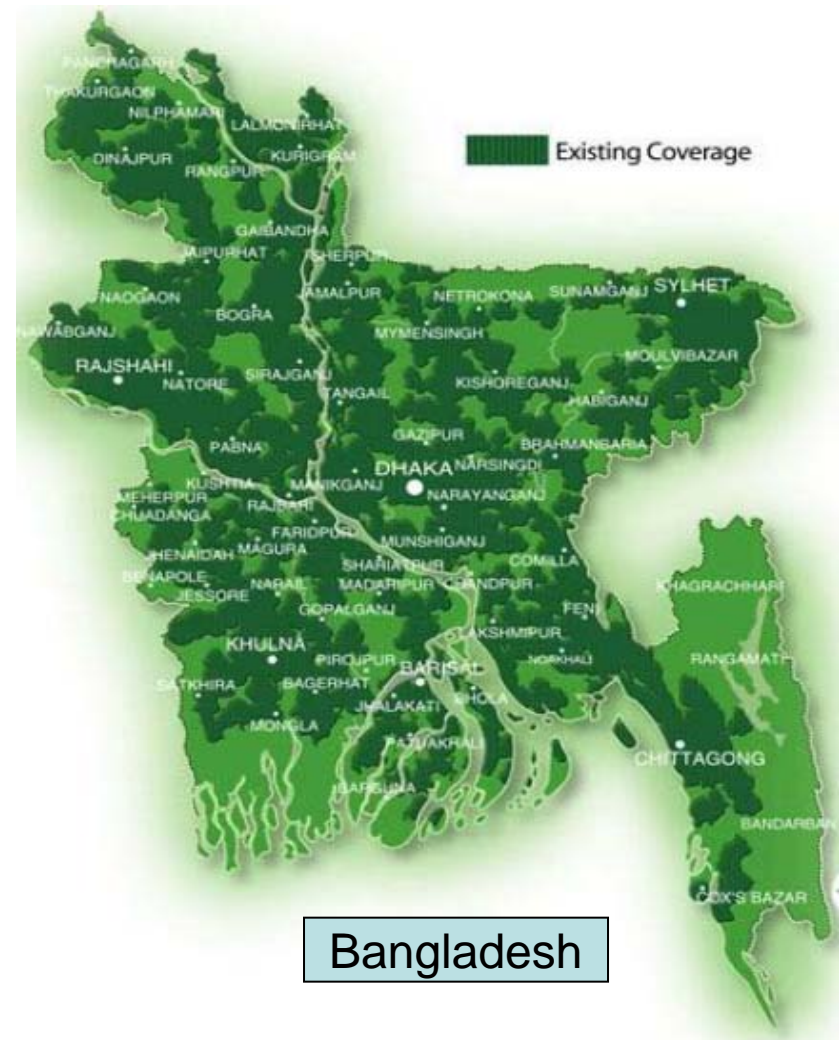 PANCHAGARH
THAKURGAON
NILPHAMARI
LALMONIRHAT
Existing Coverage
DINAJPUR
KURIGRAM
RANGPUR
GAIBANDHA
JAIPURHAT
SHERPUR
NAOGAON
JAMALPUR
NETROKONA
SUNAMGANJ
SYLHET
BOGRA
NAWABGANJ
MYMENSINGH
RAJSHAHI
MOULVIBAZAR
NATORE
SIRAJGANJ
KISHOREGANJ
TANGAIL
HABIGANJ
GAZIPUR
PABNA
BRAHMANBARIA
DHAKA
NARSINGDI
KUSHTIA
MANIKGANJ
MEHERPUR
RAJBARI
NARAYANGANJ
CHUADANGA
FARIDPUR
MUNSHIGANJ
JHENAIDAH
MAGURA
SHARIATPUR
COMILLA
BENAPOLE
NARAIL
MADARIPUR
CHANDPUR
KHAGRACHHARI
JESSORE
GOPALGANJ
FENI
LAKSHMIPUR
KHULNA
PIROJPUR
BARISAL
NOAKHALI
RANGAMATI
SATKHIRA
BAGERHAT
JHALAKATI
BHOLA
MONGLA
PATUAKHALI
CHITTAGONG
BARGUNA
BANDARBAN
COX'S BAZAR
Bangladesh